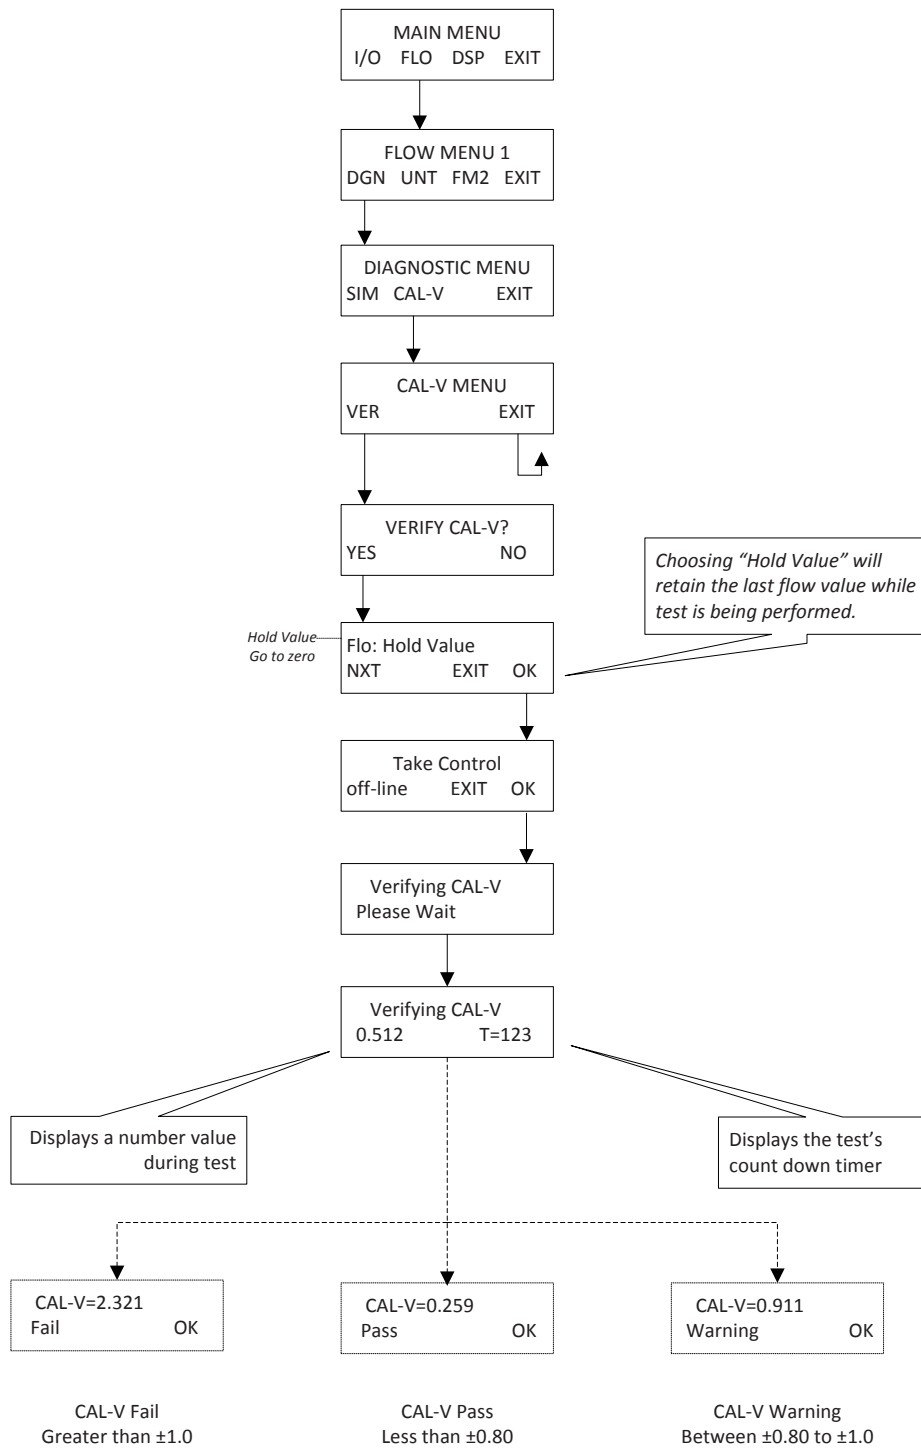 MAIN MENU
I/O FLO DSP EXIT
FLOW MENU 1
DGN UNT FM2 EXIT
DIAGNOSTIC MENU
SIM CAL-V EXIT
CAL-V MENU
VER EXIT
VERIFY CAL-V?
YES NO
Choosing “Hold Value” will
retain the last flow value while
test is being performed.
Hold Value
Go to zero
Flo: Hold Value
NXT EXIT OK
Take Control
off-line EXIT OK
Verifying CAL-V
Please Wait
Verifying CAL-V
0.512 T=123
Displays a number value
during test
Displays the test’s
count down timer
CAL-V=2.321
Fail OK
CAL-V=0.259
Pass OK
CAL-V=0.911
Warning OK
CAL-V Fail
Greater than ±1.0
CAL-V Pass
Less than ±0.80
CAL-V Warning
Between ±0.80 to ±1.0